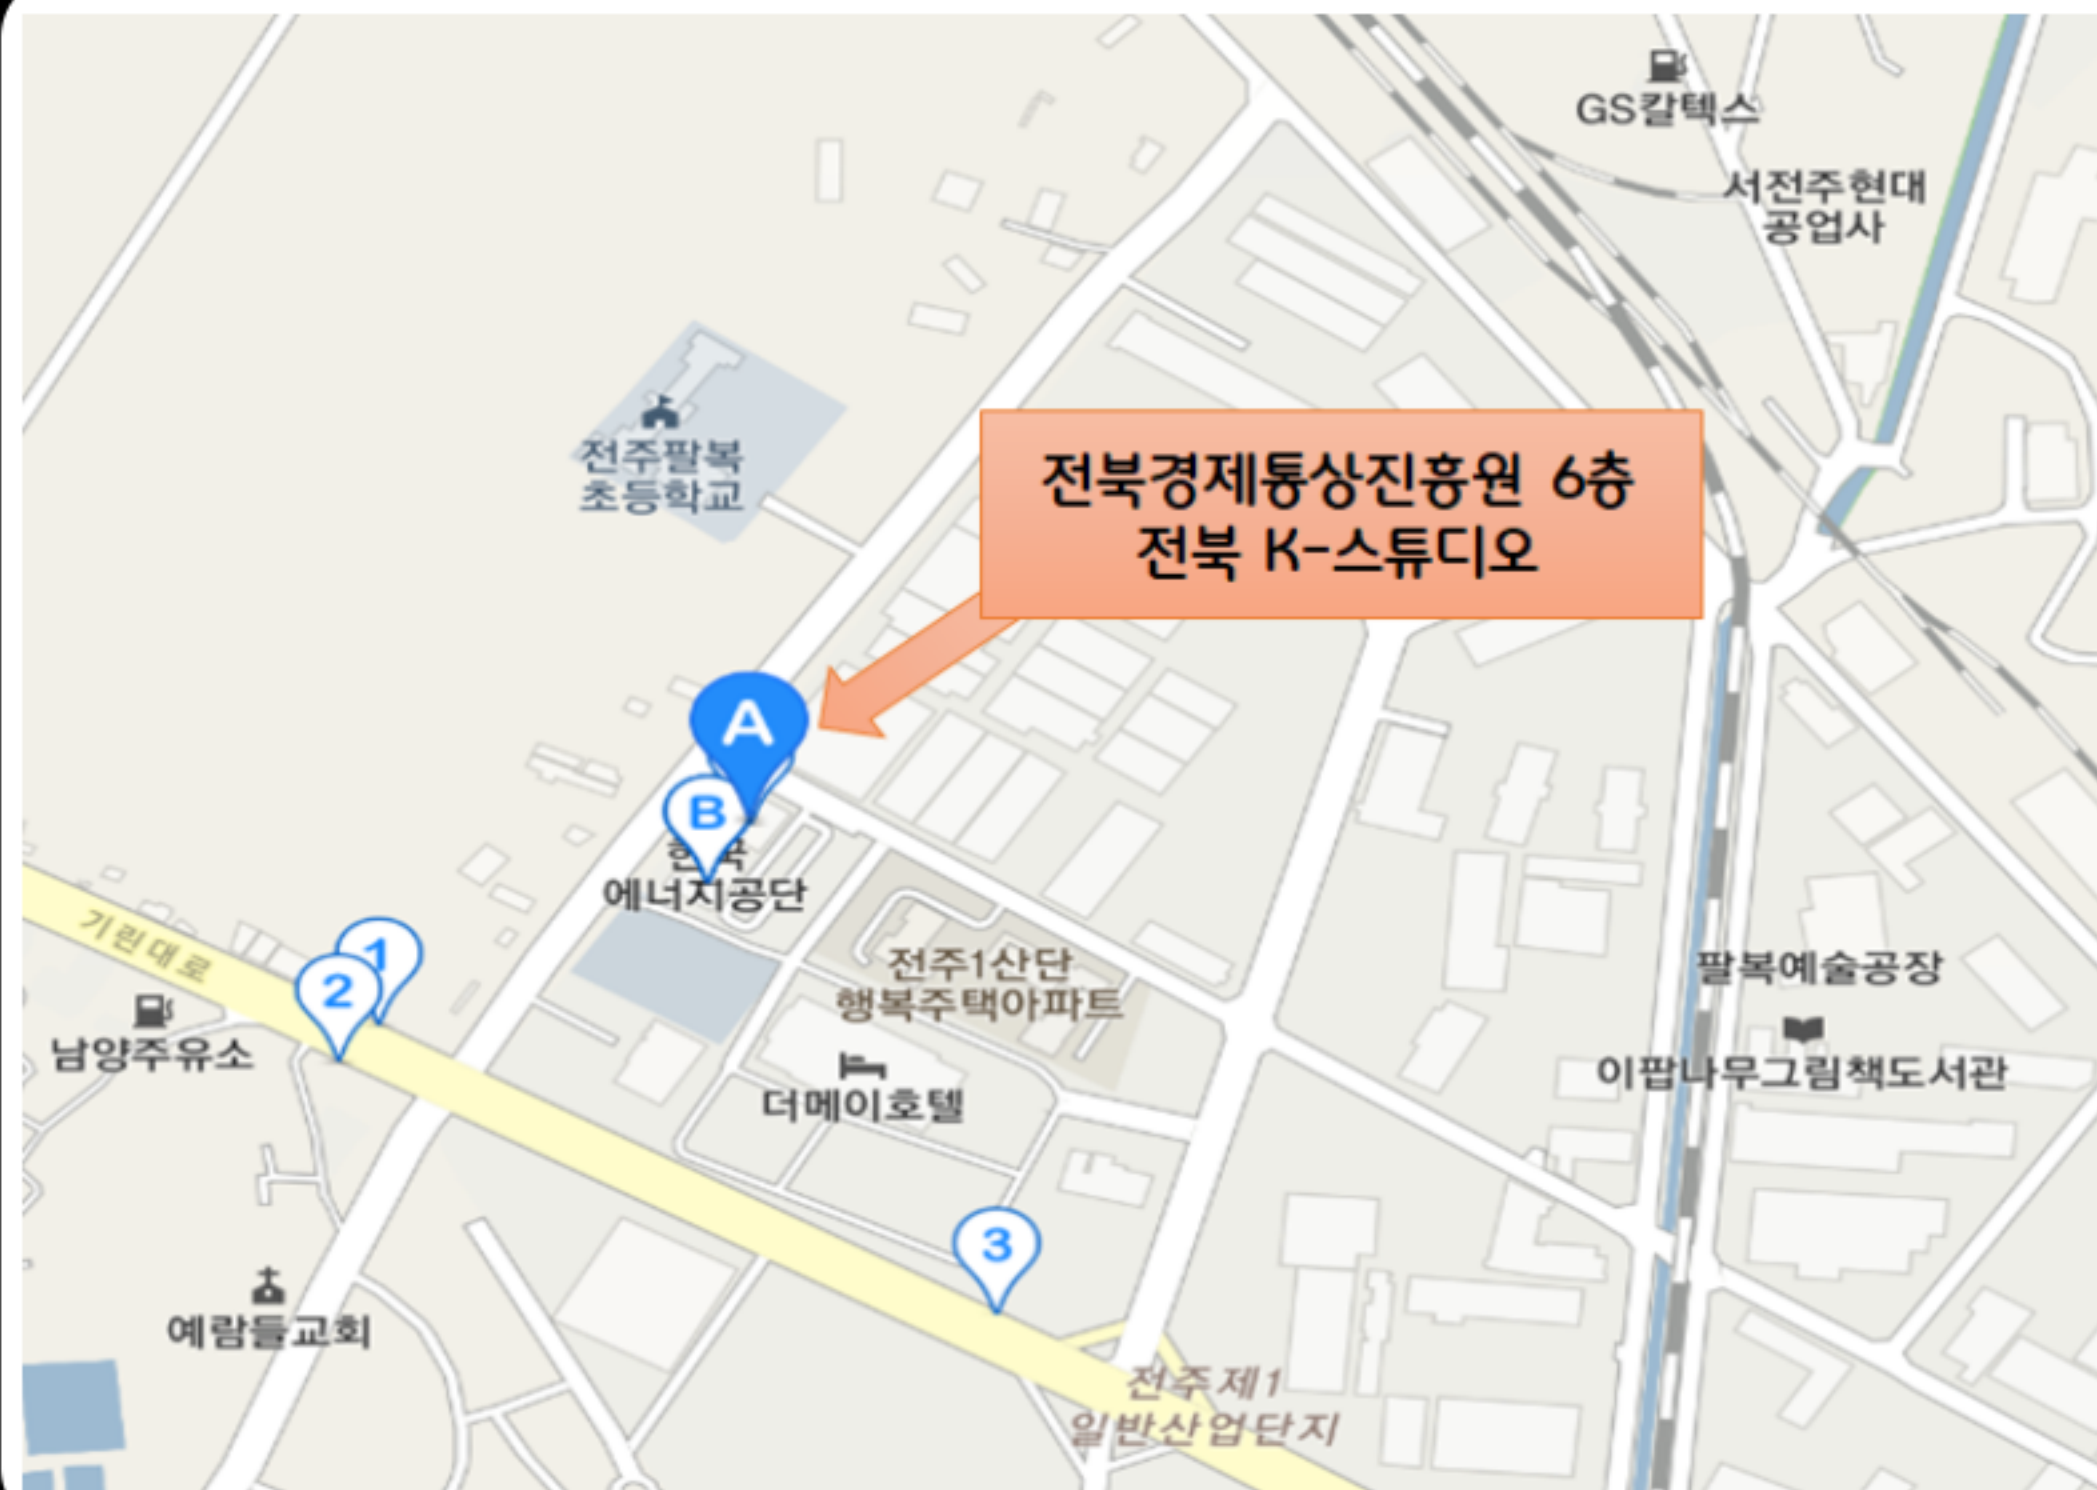 GS칼텍스
서전주현대
공업사
전주팔복
초등학교
전북경제통상진흥원 6층
전북 K-스튜디오
A
B
한국
에너지공단
기린대로
1
2
남양주유소
전주1산단
행복주택아파트
더메이호텔
팔복예술공장
이팝나무그림책도서관
3
예람들교회
전주제1
일반산업단지